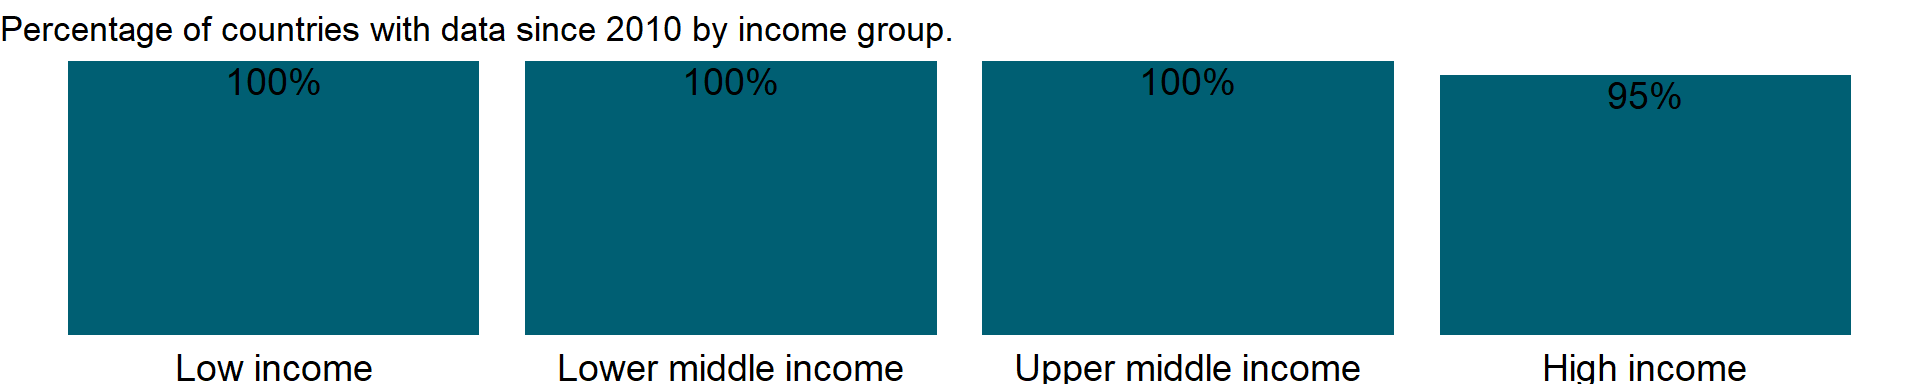 Percentage of countries with data since 2010 by income group.
100% 100% 100% 95%
Low income Lower middle income Upper middle income High income